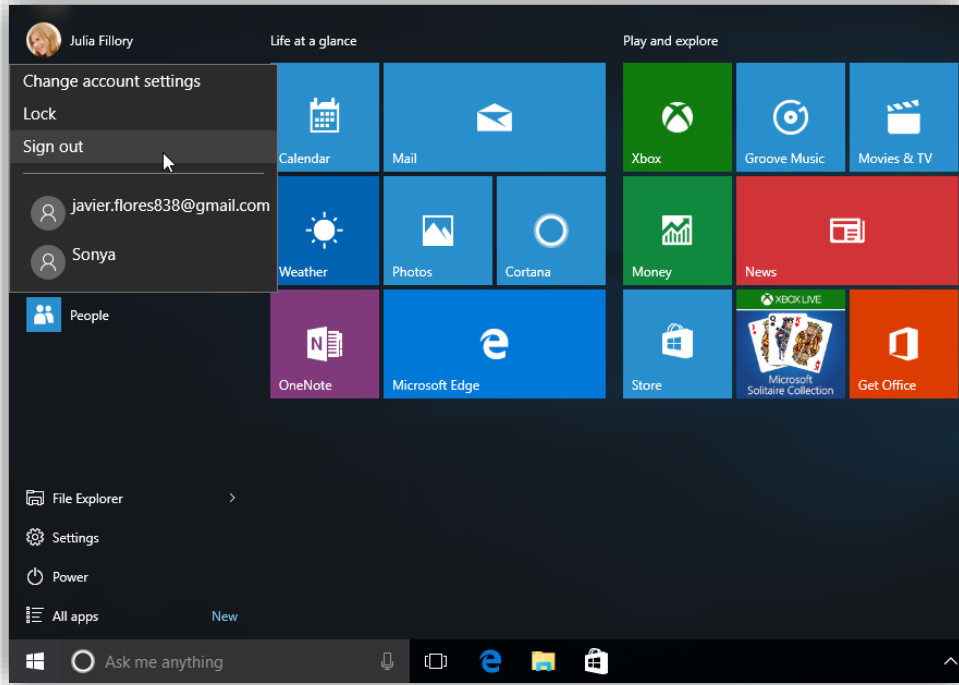 Julia Fillory
Life at a glance
Play and explore
Change account settings
Lock
Sign out
javier.flores838@gmail.com
Sonya
People
Calendar
Mail
Xbox
Groove Music
Movies & TV
Weather
Photos
Cortana
Money
News
OneNote
Microsoft Edge
Store
XBOX LIVE
Microsoft
Solitaire Collection
Get Office
File Explorer
Settings
Power
All apps New
Ask me anything